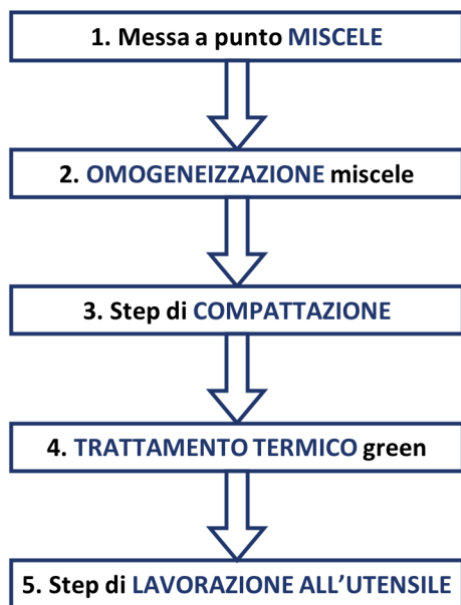 1. Messa a punto MISCELE
2. OMOGENEIZZAZIONE miscele
3. Step di COMPATTAZIONE
4. TRATTAMENTO TERMICO green
5. Step di LAVORAZIONE ALL’UTENSILE